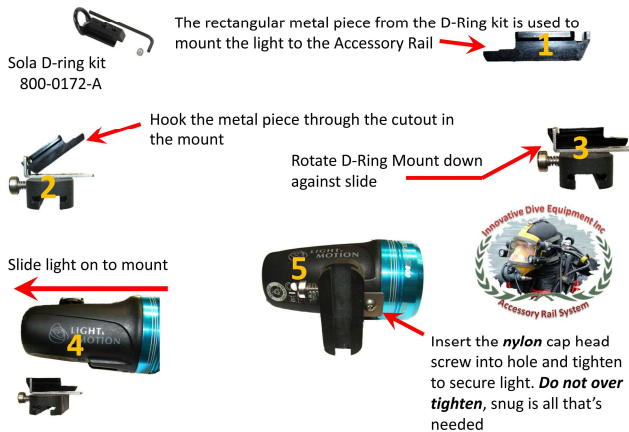 The rectangular metal piece from the D-Ring kit is used to
mount the light to the Accessory Rail
1
Sola D-ring kit
800-0172-A
Hook the metal piece through the cutout in
the mount
2
Rotate D-Ring Mount down
against slide
3
Innovative Dive Equipment Inc
Accessory Rail System
Slide light on to mount
LIGHT
MOTION
4
LIGHT
MOTION
5
Insert the nylon cap head
screw into hole and tighten
to secure light. Do not over
tighten, snug is all that's
needed